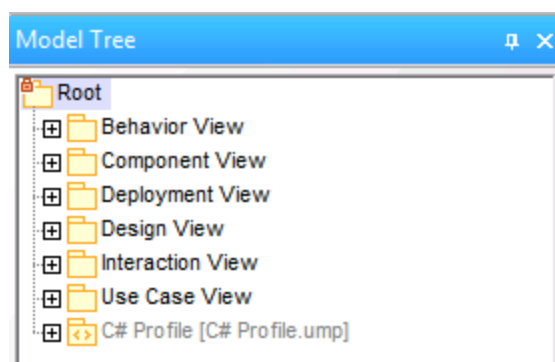 Model Tree
Root
Behavior View
Component View
Deployment View
Design View
Interaction View
Use Case View
C# Profile [C# Profile.ump]